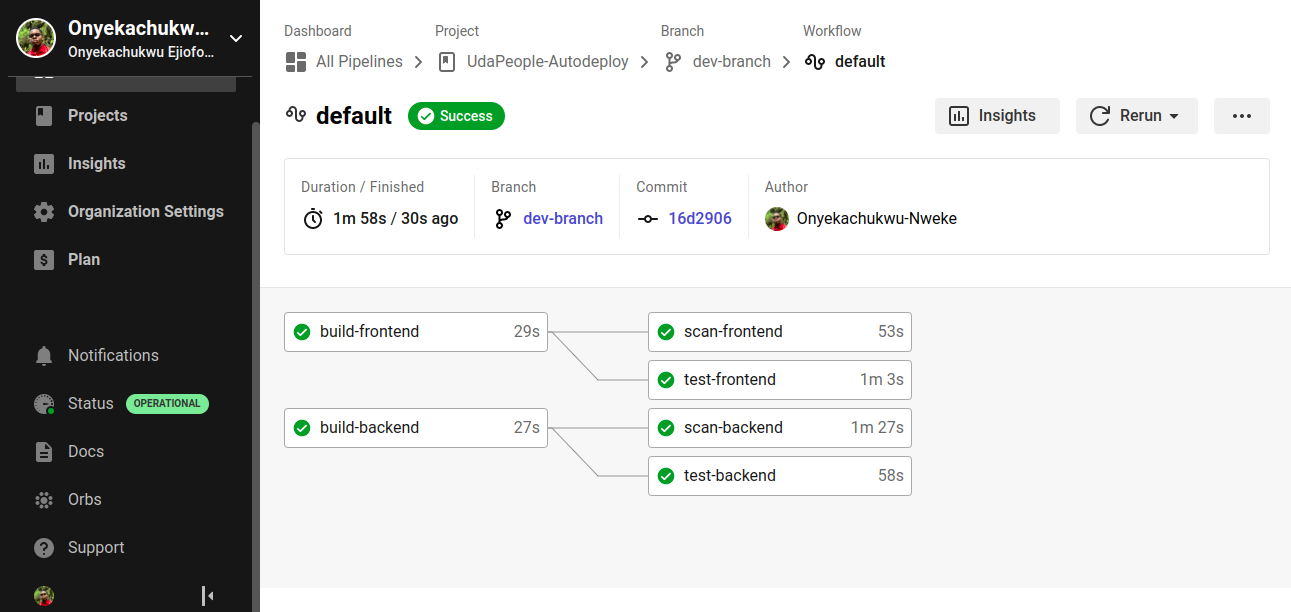 Onyekachukw...
Onyekachukwu Ejiofo...
Projects
Insights
Organization Settings
Plan
Notifications
Status OPERATIONAL
Docs
Orbs
Support
Dashboard Project Branch Workflow
All Pipelines UdaPeople-Autodeploy dev-branch default
default Success Insights Rerun
Duration / Finished Branch Commit Author
1m 58s / 30s ago dev-branch 16d2906 Onyekachukwu-Nweke
build-frontend 29s scan-frontend 53s
test-frontend 1m 3s
build-backend 27s scan-backend 1m 27s
test-backend 58s